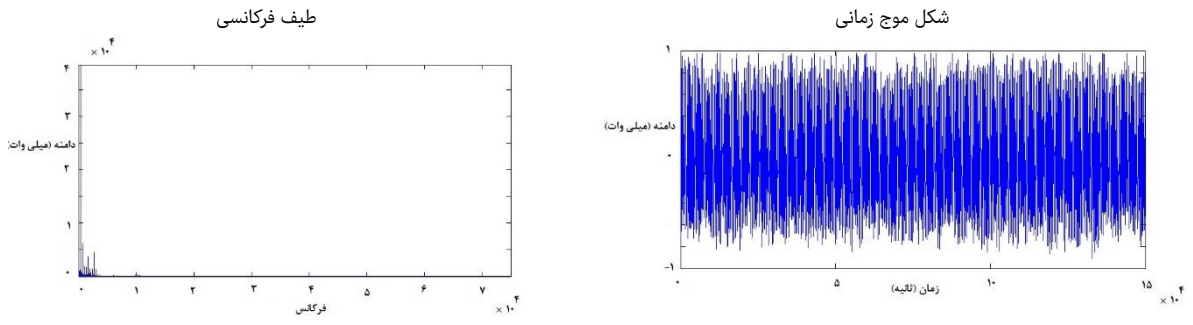 شکل موج زمانی
۱
دامنه (میلی وات)
۰
-۱
۰ ۵ ۱۰ ۱۵
زمان (ثانیه)
× ۱۰ ۴
طیف فرکانسی
× ۱۰ ۴
۴
۳
دامنه (میلی وات)
۲
۱
۰
۰ ۱ ۲ ۳ ۴ ۵ ۶ ۷
فرکانس
× ۱۰ ۴